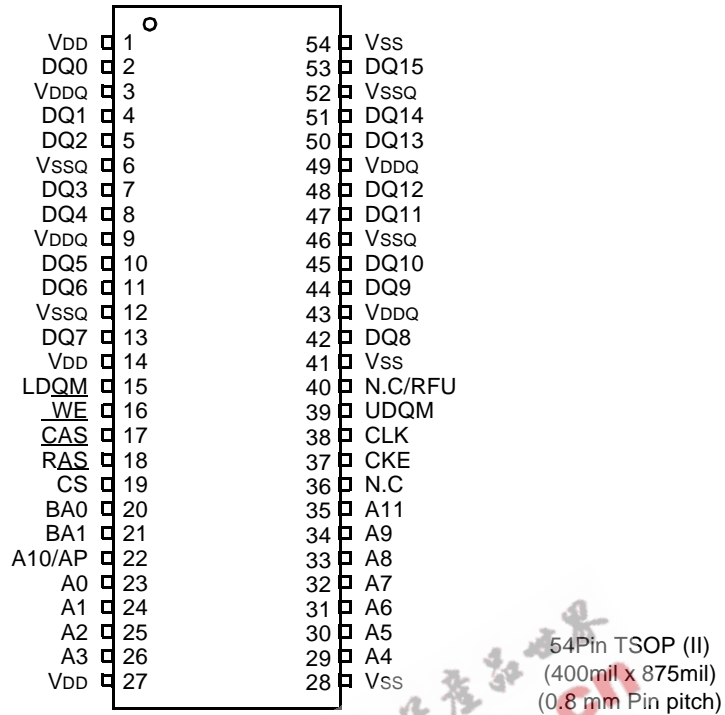 VDD 1 54 VSS
DQ0 2 53 DQ15
VDDQ 3 52 VSSQ
DQ1 4 51 DQ14
DQ2 5 50 DQ13
VSSQ 6 49 VDDQ
DQ3 7 48 DQ12
DQ4 8 47 DQ11
VDDQ 9 46 VSSQ
DQ5 10 45 DQ10
DQ6 11 44 DQ9
VSSQ 12 43 VDDQ
DQ7 13 42 DQ8
VDD 14 41 VSS
LDQM 15 40 N.C/RFU
WE 16 39 UDQM
CAS 17 38 CLK
RAS 18 37 CKE
CS 19 36 N.C
BA0 20 35 A11
BA1 21 34 A9
A10/AP 22 33 A8
A0 23 32 A7
A1 24 31 A6
A2 25 30 A5
A3 26 29 A4
VDD 27 28 VSS
54Pin TSOP (II)
(400mil x 875mil)
(0.8 mm Pin pitch)
cn